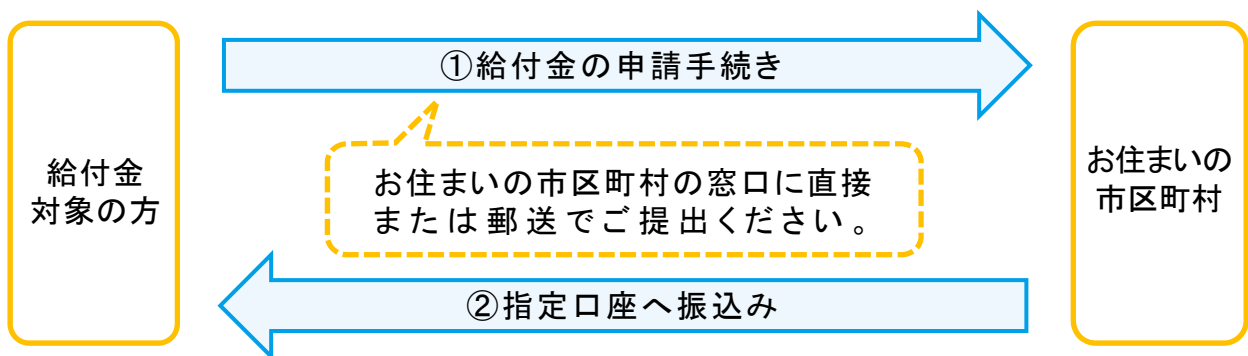 ①給付金の申請手続き
給付金
対象の方
お住まいの市区町村の窓口に直接
または郵送でご提出ください。
お住まいの
市区町村
②指定口座へ振込み